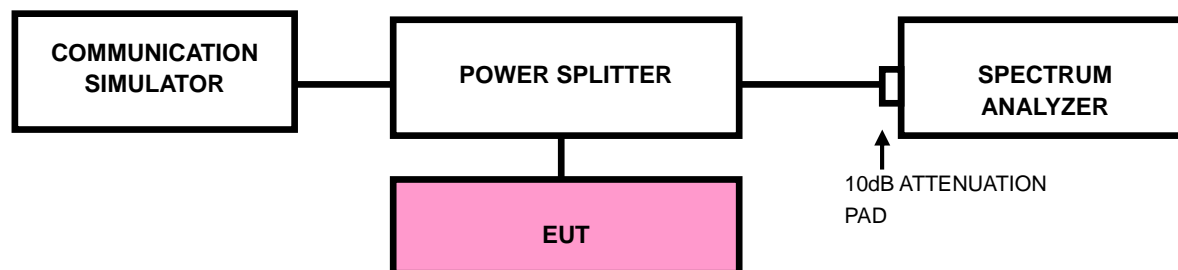 COMMUNICATION
SIMULATOR
POWER SPLITTER
SPECTRUM
ANALYZER
10dB ATTENUATION
PAD
EUT